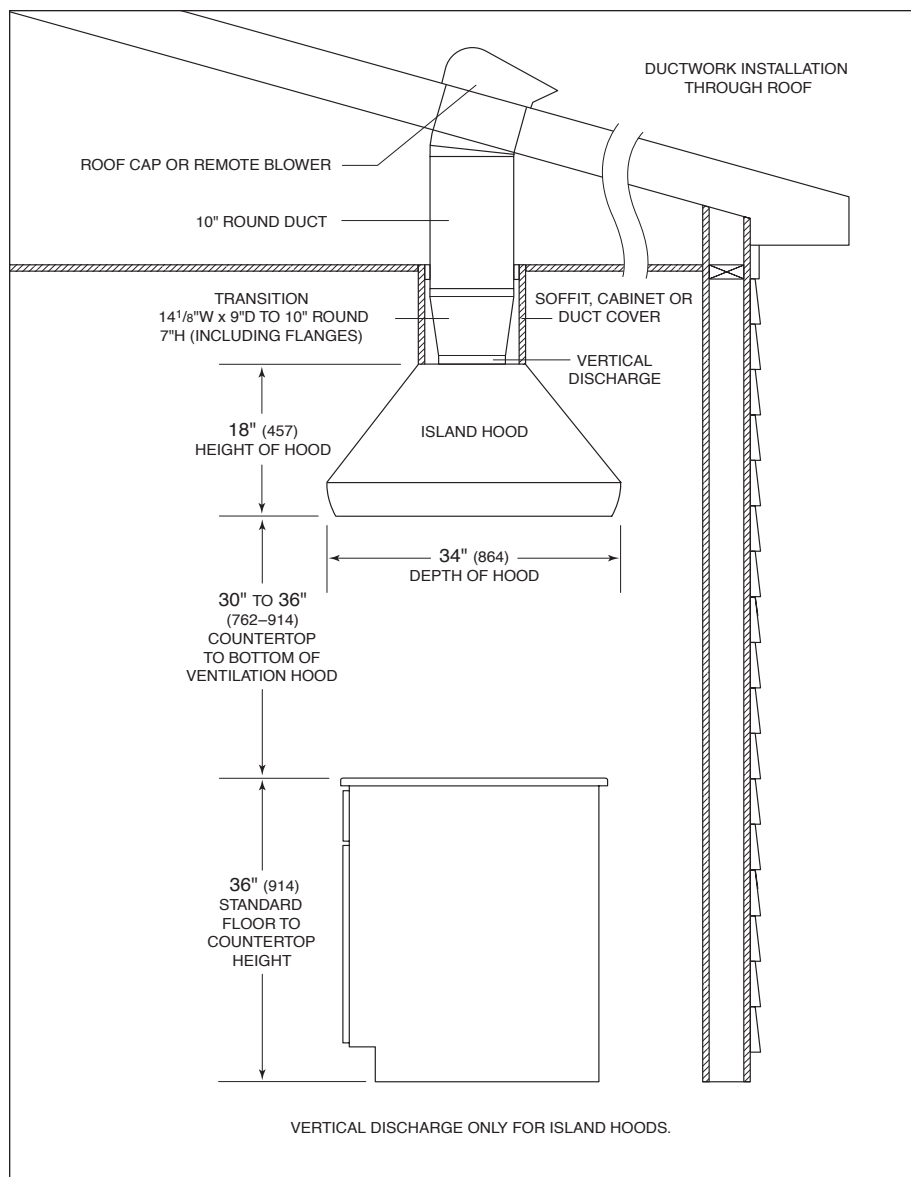 DUCTWORK INSTALLATION
THROUGH ROOF
ROOF CAP OR REMOTE BLOWER
10" ROUND DUCT
TRANSITION
14 1/8"W x 9"D TO 10" ROUND
7"H (INCLUDING FLANGES)
SOFFIT, CABINET OR
DUCT COVER
VERTICAL
DISCHARGE
18" (457)
HEIGHT OF HOOD
ISLAND HOOD
34" (864)
DEPTH OF HOOD
30" TO 36"
(762–914)
COUNTERTOP
TO BOTTOM OF
VENTILATION HOOD
36" (914)
STANDARD
FLOOR TO
COUNTERTOP
HEIGHT
VERTICAL DISCHARGE ONLY FOR ISLAND HOODS.